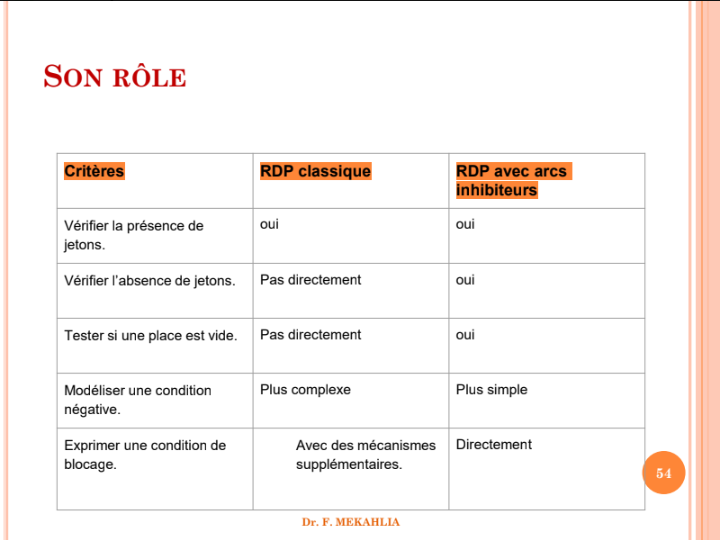 SON RÔLE
Critères
RDP classique
RDP avec arcs
inhibiteurs
Vérifier la présence de
jetons.
oui
oui
Vérifier l'absence de jetons.
Pas directement
oui
Tester si une place est vide.
Pas directement
oui
Modéliser une condition
négative.
Plus complexe
Plus simple
Exprimer une condition de
blocage.
Avec des mécanismes
supplémentaires.
Directement
54
Dr. F. MEKAHLIA